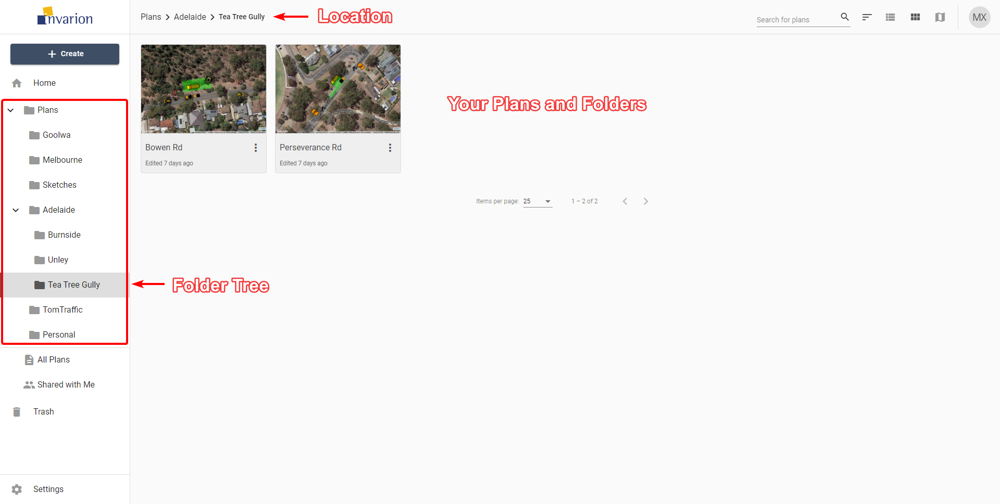 invarion
Plans > Adelaide > Tea Tree Gully
Location
Search for plans
MX
Create
Home
Plans
Goolwa
Melbourne
Sketches
Adelaide
Burnside
Unley
Tea Tree Gully
TomTraffic
Personal
All Plans
Shared with Me
Trash
Settings
Bowen Rd
Edited 7 days ago
Perseverance Rd
Edited 7 days ago
Your Plans and Folders
Items per page: 25
1 – 2 of 2
Folder Tree